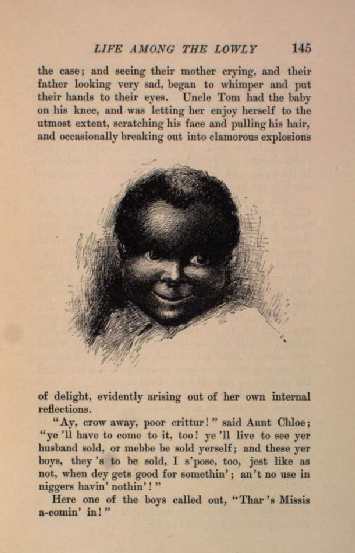 LIFE AMONG THE LOWLY 145
the case; and seeing their mother crying, and their
father looking very sad, began to whimper and put
their hands to their eyes. Uncle Tom had the baby
on his knee, and was letting her enjoy herself to the
utmost extent, scratching his face and pulling his hair,
and occasionally breaking out into clamorous explosions
of delight, evidently arising out of her own internal
reflections.
"Ay, crow away, poor crittur!" said Aunt Chloe;
"ye 'll have to come to it, too! ye 'll live to see yer
husband sold, or mebbe be sold yerself; and these yer
boys, they 's to be sold, I s'pose, too, jest like as
not, when dey gets good for somethin'; an't no use in
niggers havin' nothin'!"
Here one of the boys called out, "Thar 's Missis
a-comin' in!"